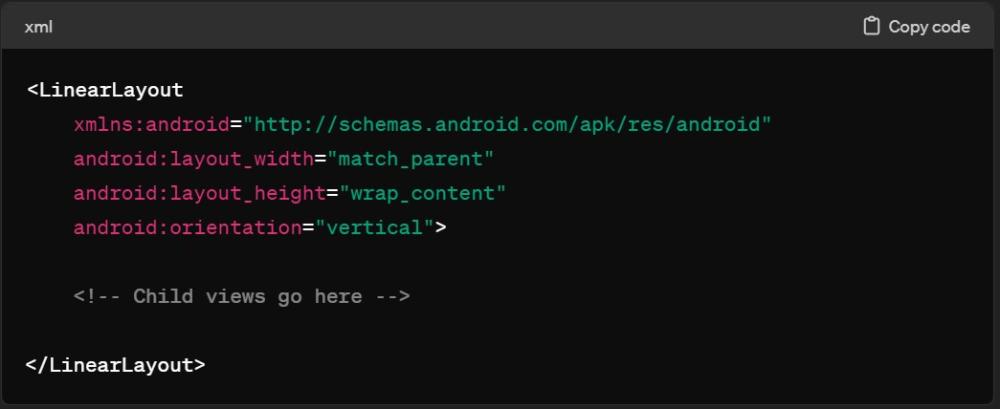 xml
Copy code
<LinearLayout
    xmlns:android="http://schemas.android.com/apk/res/android"
    android:layout_width="match_parent"
    android:layout_height="wrap_content"
    android:orientation="vertical">
    <!-- Child views go here -->
</LinearLayout>